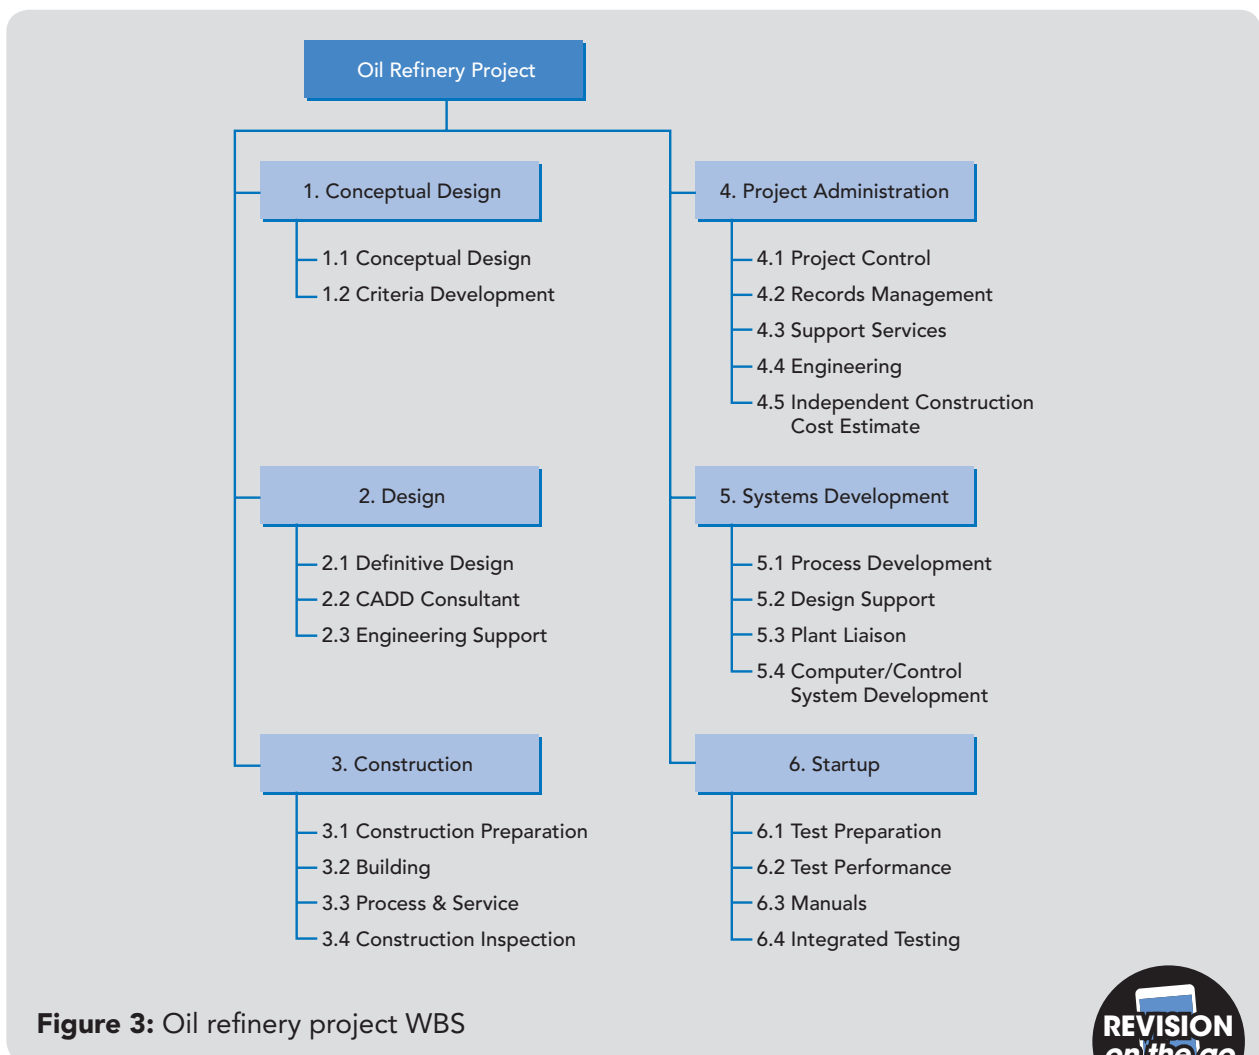 Oil Refinery Project
1. Conceptual Design
1.1 Conceptual Design
1.2 Criteria Development
2. Design
2.1 Definitive Design
2.2 CADD Consultant
2.3 Engineering Support
3. Construction
3.1 Construction Preparation
3.2 Building
3.3 Process & Service
3.4 Construction Inspection
4. Project Administration
4.1 Project Control
4.2 Records Management
4.3 Support Services
4.4 Engineering
4.5 Independent Construction
Cost Estimate
5. Systems Development
5.1 Process Development
5.2 Design Support
5.3 Plant Liaison
5.4 Computer/Control
System Development
6. Startup
6.1 Test Preparation
6.2 Test Performance
6.3 Manuals
6.4 Integrated Testing
Figure 3: Oil refinery project WBS
REVISION
on the go